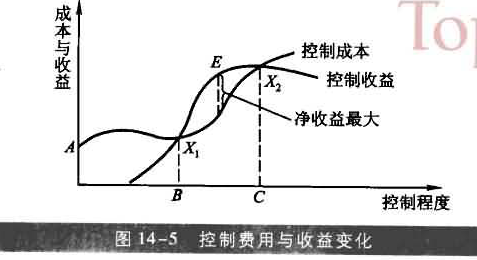 Top
成本与收益
控制成本
E
控制收益
X2
净收益最大
A
X1
B
C
控制程度
图 14-5 控制费用与收益变化